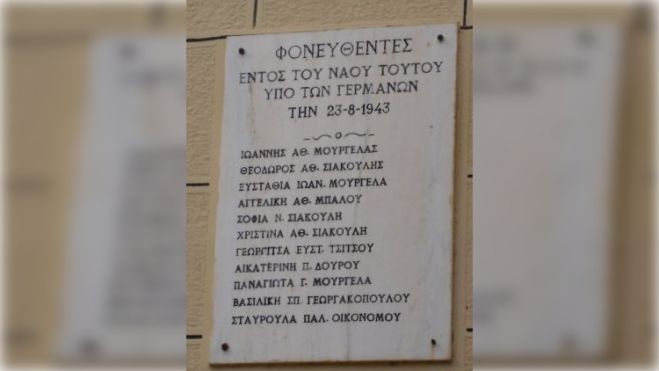 ΦΟΝΕΥΘΕΝΤΕΣ
ΕΝΤΟΣ ΤΟΥ ΝΑΟΥ ΤΟΥΤΟΥ
ΥΠΟ ΤΩΝ ΓΕΡΜΑΝΩΝ
ΤΗΝ 23-8-1943
ΙΩΑΝΝΗΣ ΑΘ. ΜΟΥΡΓΕΛΑΣ
ΘΕΟΔΩΡΟΣ ΑΘ. ΣΙΑΚΟΥΛΗΣ
ΕΥΣΤΑΘΙΑ ΙΩΑΝ. ΜΟΥΡΓΕΛΑ
ΑΓΓΕΛΙΚΗ ΑΘ. ΜΠΑΛΟΥ
ΣΟΦΙΑ Ν. ΣΙΑΚΟΥΛΗ
ΧΡΙΣΤΙΝΑ ΑΘ. ΣΙΑΚΟΥΛΗ
ΓΕΩΡΓΙΤΣΑ ΕΥΣΤ. ΤΣΙΤΣΟΥ
ΑΙΚΑΤΕΡΙΝΗ Π. ΔΟΥΡΟΥ
ΠΑΝΑΓΙΩΤΑ Γ. ΜΟΥΡΓΕΛΑ
ΒΑΣΙΛΙΚΗ ΣΠ. ΓΕΩΡΓΑΚΟΠΟΥΛΟΥ
ΣΤΑΥΡΟΥΛΑ ΠΑΛ. ΟΙΚΟΝΟΜΟΥ